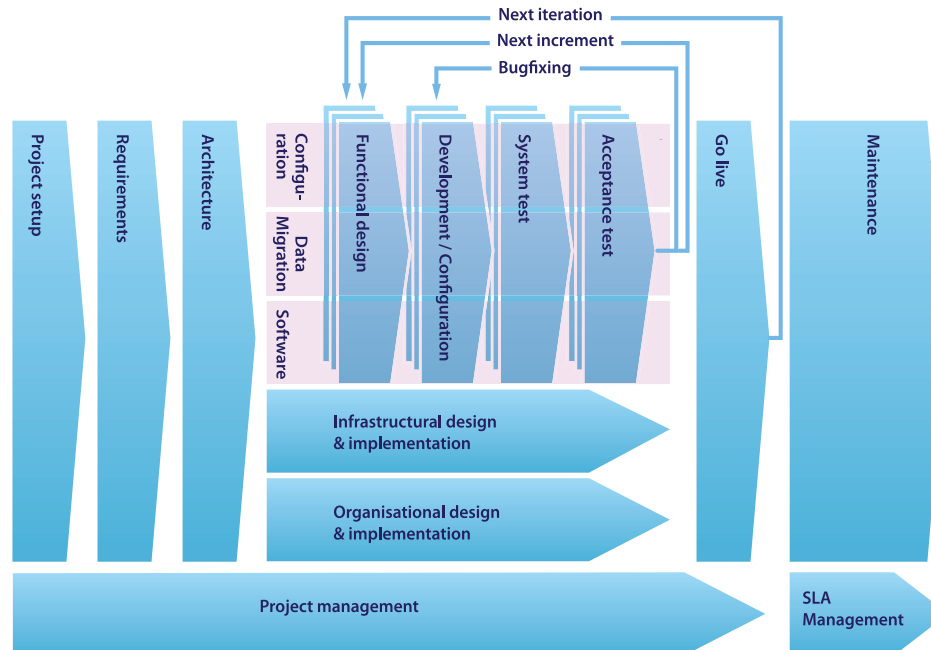 Next iteration
Next increment
Bugfixing
Project setup
Requirements
Architecture
Configu-
ration
Data
Migration
Software
Functional design
Development / Configuration
System test
Acceptance test
Go live
Maintenance
Infrastructural design
& implementation
Organisational design
& implementation
Project management
SLA
Management